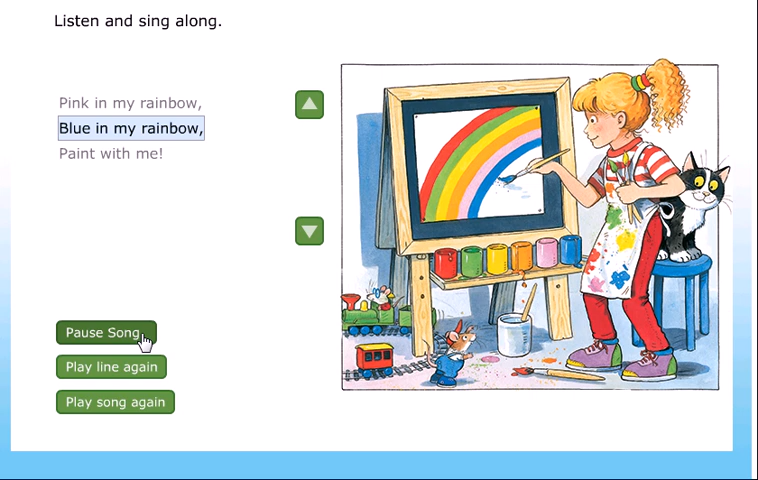 Listen and sing along.
Pink in my rainbow,
Blue in my rainbow,
Paint with me!
Pause Song
Play line again
Play song again